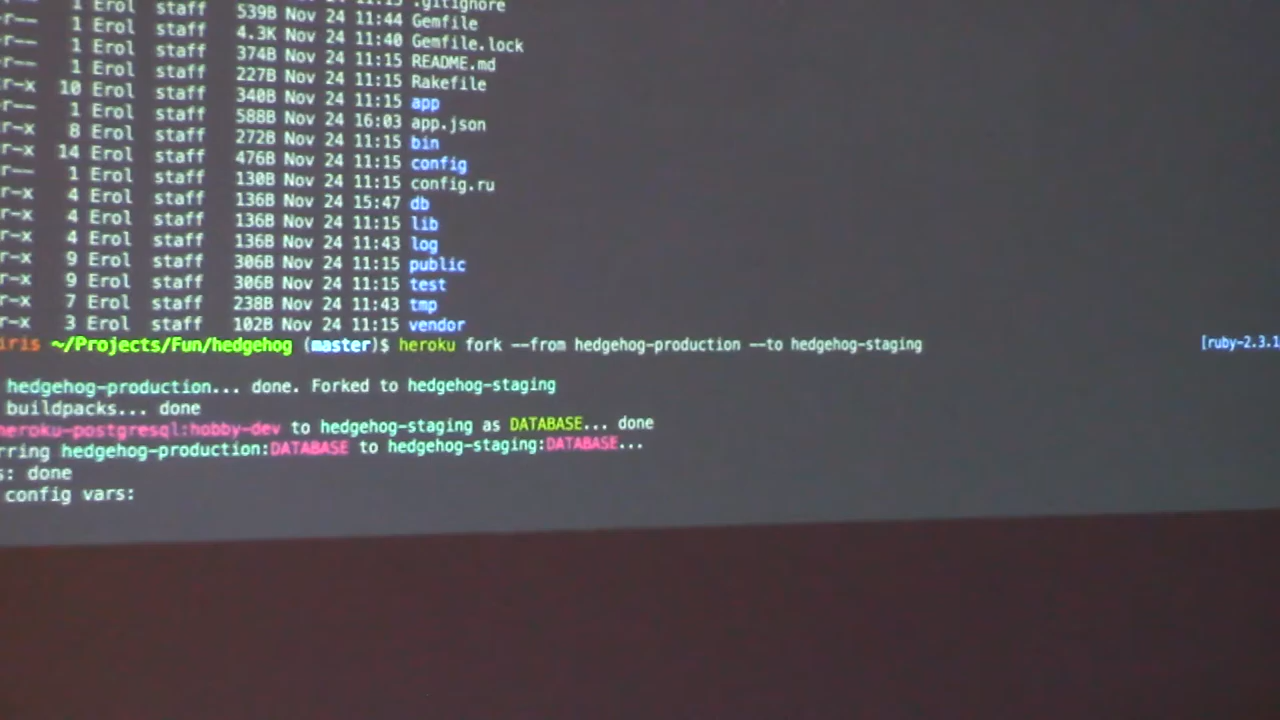 1 Erol staff 539B Nov 24 11:15 .gitignore
r-- 1 Erol staff 4.3K Nov 24 11:44 Gemfile
r-- 1 Erol staff 374B Nov 24 11:40 Gemfile.lock
r-- 1 Erol staff 227B Nov 24 11:15 README.md
r-x 10 Erol staff 340B Nov 24 11:15 Rakefile
r-- 1 Erol staff 588B Nov 24 11:15 app
r-x 8 Erol staff 272B Nov 24 16:03 app.json
r-x 14 Erol staff 476B Nov 24 11:15 bin
r-- 1 Erol staff 130B Nov 24 11:15 config
r-x 4 Erol staff 136B Nov 24 11:15 config.ru
r-x 4 Erol staff 136B Nov 24 15:47 db
r-x 4 Erol staff 136B Nov 24 11:15 lib
r-x 9 Erol staff 306B Nov 24 11:43 log
r-x 9 Erol staff 306B Nov 24 11:15 public
r-x 7 Erol staff 238B Nov 24 11:15 test
r-x 3 Erol staff 102B Nov 24 11:43 tmp
11:15 vendor
iris ~/Projects/Fun/hedgehog (master)$ heroku fork --from hedgehog-production --to hedgehog-staging [ruby-2.3.1
hedgehog-production... done. Forked to hedgehog-staging
buildpacks... done
heroku-postgresql:hobby-dev to hedgehog-staging as DATABASE... done
rring hedgehog-production:DATABASE to hedgehog-staging:DATABASE...
s: done
config vars: